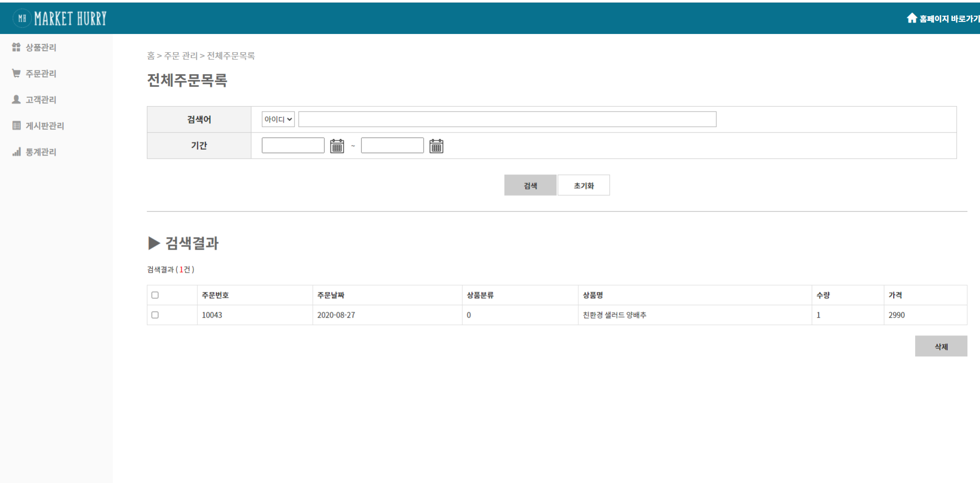 MH MARKET HURRY
홈페이지 바로가기
상품관리
주문관리
고객관리
게시판관리
통계관리
홈 > 주문 관리 > 전체주문목록
전체주문목록
검색어 아이디
기간 ~
검색 초기화
▶ 검색결과
검색결과 ( 1건 )
주문번호 주문날짜 상품분류 상품명 수량 가격
10043 2020-08-27 0 친환경 샐러드 양배추 1 2990
삭제